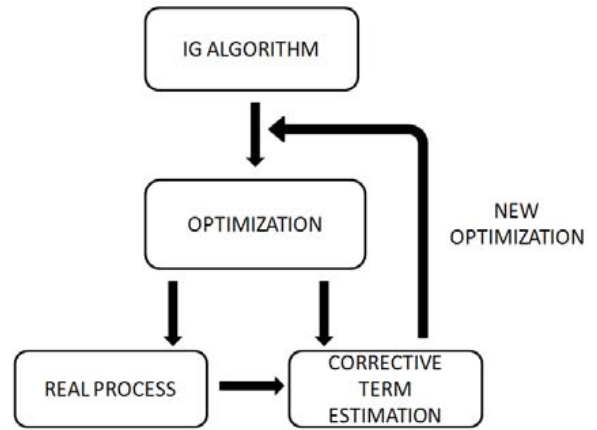 IG ALGORITHM
OPTIMIZATION
NEW
OPTIMIZATION
REAL PROCESS
CORRECTIVE
TERM
ESTIMATION